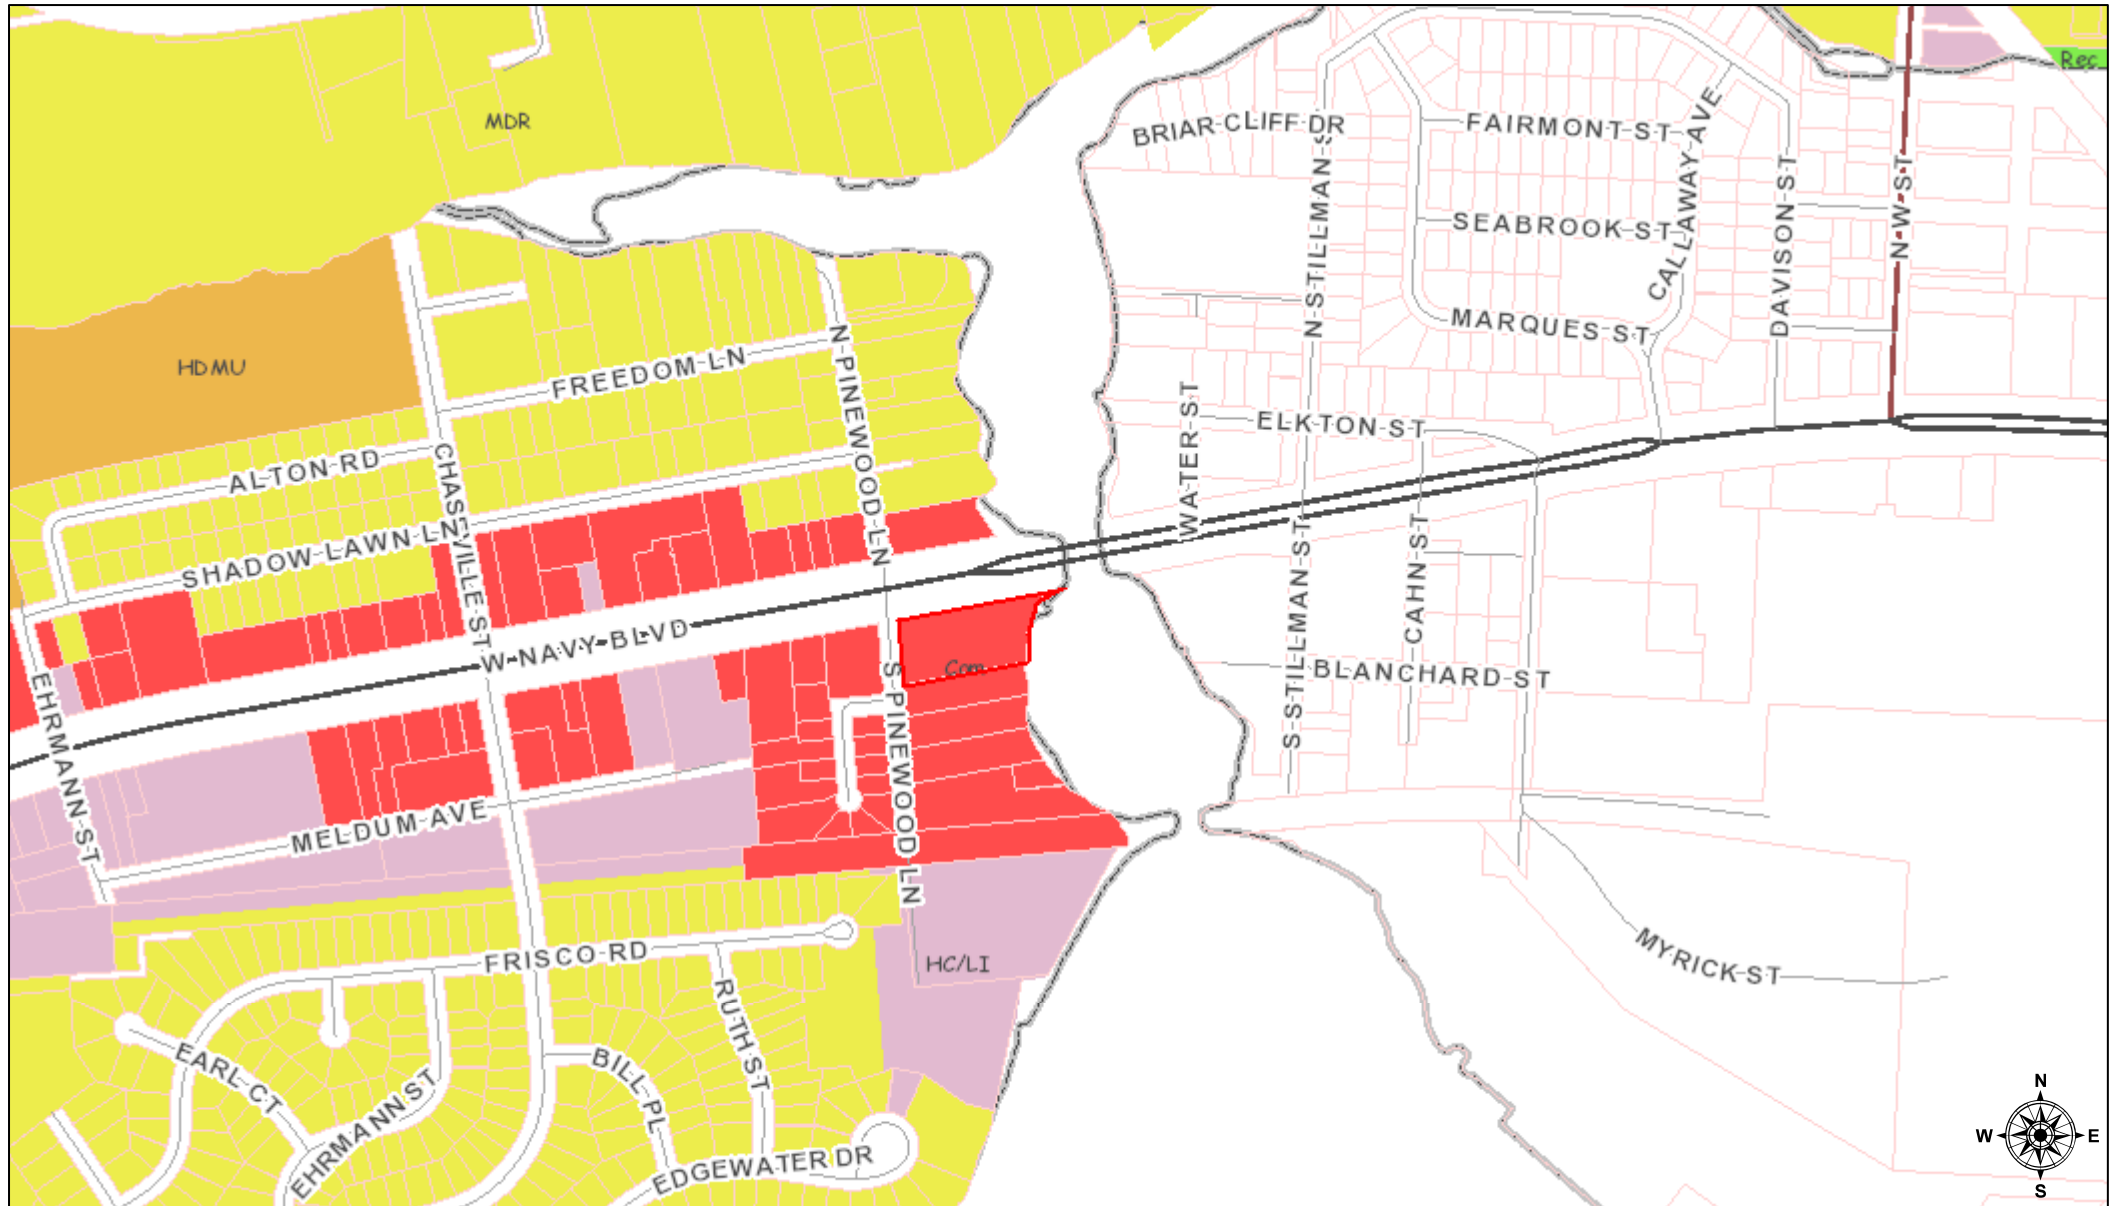 Rec
MDR
BRIAR CLIFF DR
FAIRMONT ST
CALLAWAY AVE
N STILLMAN S
DAVISON ST
N W ST
SEABROOK ST
MARQUES ST
HDMU
FREEDOM LN
N PINEWOOD LN
WATER ST
ELKTON ST
ALTON RD
CHASEVILLE ST
SHADOW LAWN LN
W NAVY BLVD
Com
S STILLMAN ST
CAHN ST
BLANCHARD ST
EHRMANN ST
S PINEWOOD LN
MELDUM AVE
FRISCO RD
HC/LI
MYRICK ST
RUTH ST
EARL CT
EHRMANN ST
BILL PL
EDGEWATER DR
N
W E
S